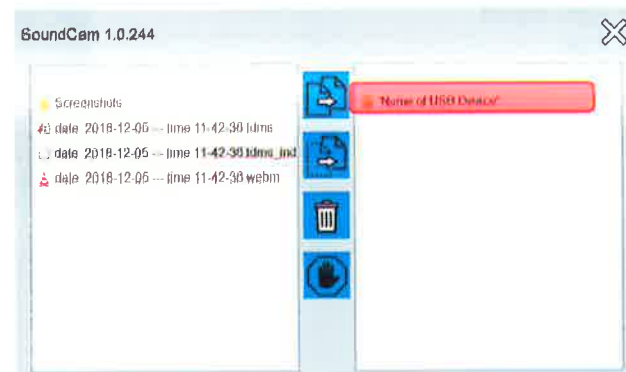 SoundCam 1.0.244
Screenshots
date 2018-12-05 --- time 11-42-36 tdms
date 2018-12-05 --- time 11-42-36 tdms_ind
date 2018-12-05 --- time 11-42-36 webm
"Name of USB Device"